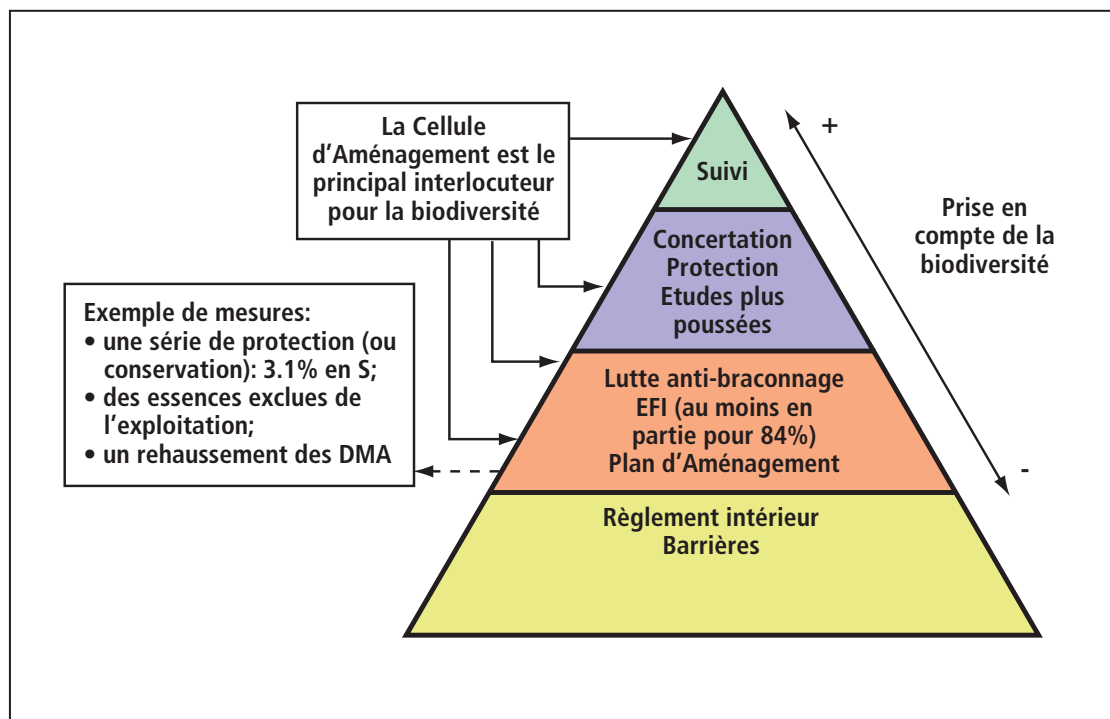 La Cellule
d'Aménagement est le
principal interlocuteur
pour la biodiversité
Exemple de mesures:
• une série de protection (ou
conservation): 3.1% en S;
• des essences exclues de
l'exploitation;
• un rehaussement des DMA
Suivi
Concertation
Protection
Etudes plus
poussées
Lutte anti-braconnage
EFI (au moins en
partie pour 84%)
Plan d'Aménagement
Règlement intérieur
Barrières
+
Prise en
compte de la
biodiversité
-